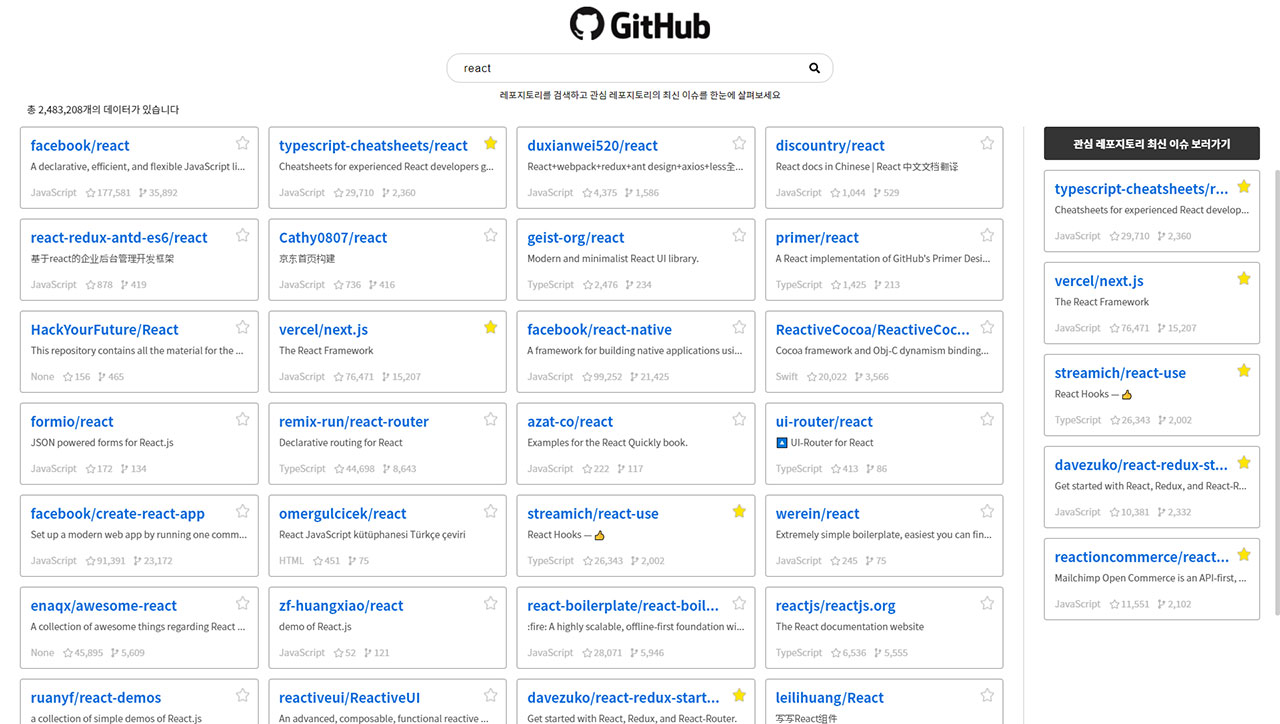 GitHub
react
레포지토리를 검색하고 관심 레포지토리의 최신 이슈를 한눈에 살펴보세요
총 2,483,208개의 데이터가 있습니다
facebook/react
A declarative, efficient, and flexible JavaScript li...
JavaScript 177,581 35,892
typescript-cheatsheets/react
Cheatsheets for experienced React developers g...
JavaScript 29,710 2,360
duxianwei520/react
React+webpack+redux+ant design+axios+less全...
JavaScript 4,375 1,586
discountry/react
React docs in Chinese | React 中文文档翻译
JavaScript 1,044 529
react-redux-antd-es6/react
基于react的企业后台管理开发框架
JavaScript 878 419
Cathy0807/react
京东首页构建
JavaScript 736 416
geist-org/react
Modern and minimalist React UI library.
TypeScript 2,476 234
primer/react
A React implementation of GitHub's Primer Desi...
TypeScript 1,425 213
HackYourFuture/React
This repository contains all the material for the ...
None 156 465
vercel/next.js
The React Framework
JavaScript 76,471 15,207
facebook/react-native
A framework for building native applications usi...
JavaScript 99,252 21,425
ReactiveCocoa/ReactiveCoc...
Cocoa framework and Obj-C dynamism binding...
Swift 20,022 3,566
formio/react
JSON powered forms for React.js
JavaScript 172 134
remix-run/react-router
Declarative routing for React
TypeScript 44,698 8,643
azat-co/react
Examples for the React Quickly book.
JavaScript 222 117
ui-router/react
🔼 UI-Router for React
TypeScript 413 86
facebook/create-react-app
Set up a modern web app by running one comm...
JavaScript 91,391 23,172
omergulcicek/react
React JavaScript kütüphanesi Türkçe çeviri
HTML 451 75
streamich/react-use
React Hooks — 👍
TypeScript 26,343 2,002
werein/react
Extremely simple boilerplate, easiest you can fin...
JavaScript 245 75
enaqx/awesome-react
A collection of awesome things regarding React ...
None 45,895 5,609
zf-huangxiao/react
demo of React.js
JavaScript 52 121
react-boilerplate/react-boil...
:fire: A highly scalable, offline-first foundation wi...
JavaScript 28,071 5,946
reactjs/reactjs.org
The React documentation website
TypeScript 6,536 5,555
ruanyf/react-demos
a collection of simple demos of React.js
reactiveui/ReactiveUI
An advanced, composable, functional reactive ...
davezuko/react-redux-start...
Get started with React, Redux, and React-Router.
leilihuang/React
写写React组件
관심 레포지토리 최신 이슈 보러가기
typescript-cheatsheets/r...
Cheatsheets for experienced React develop...
JavaScript 29,710 2,360
vercel/next.js
The React Framework
JavaScript 76,471 15,207
streamich/react-use
React Hooks — 👍
TypeScript 26,343 2,002
davezuko/react-redux-st...
Get started with React, Redux, and React-R...
JavaScript 10,381 2,332
reactioncommerce/react...
Mailchimp Open Commerce is an API-first, ...
JavaScript 11,551 2,102